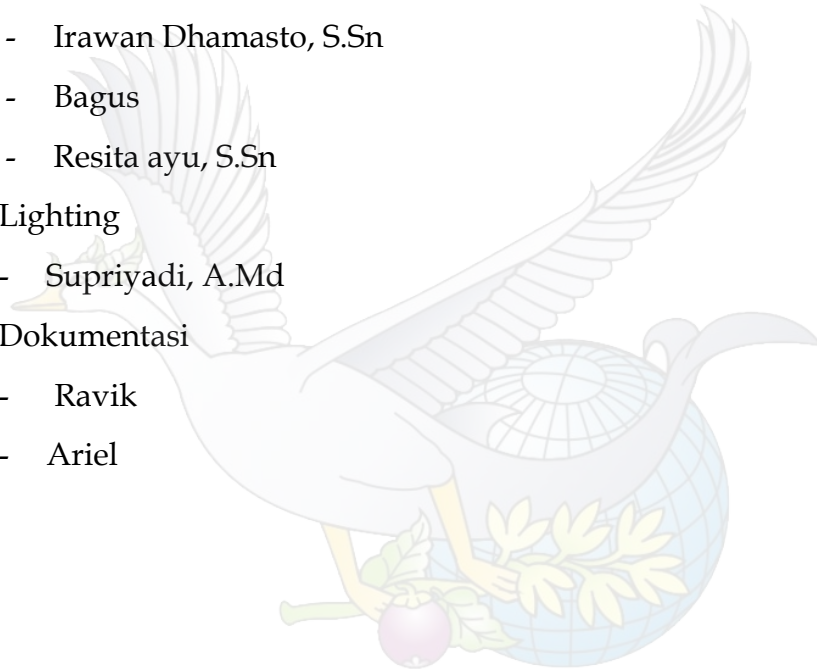 - Irawan Dhamasto, S.Sn
- Bagus
- Resita ayu, S.Sn
Lighting
- Supriyadi, A.Md
Dokumentasi
- Ravik
- Ariel